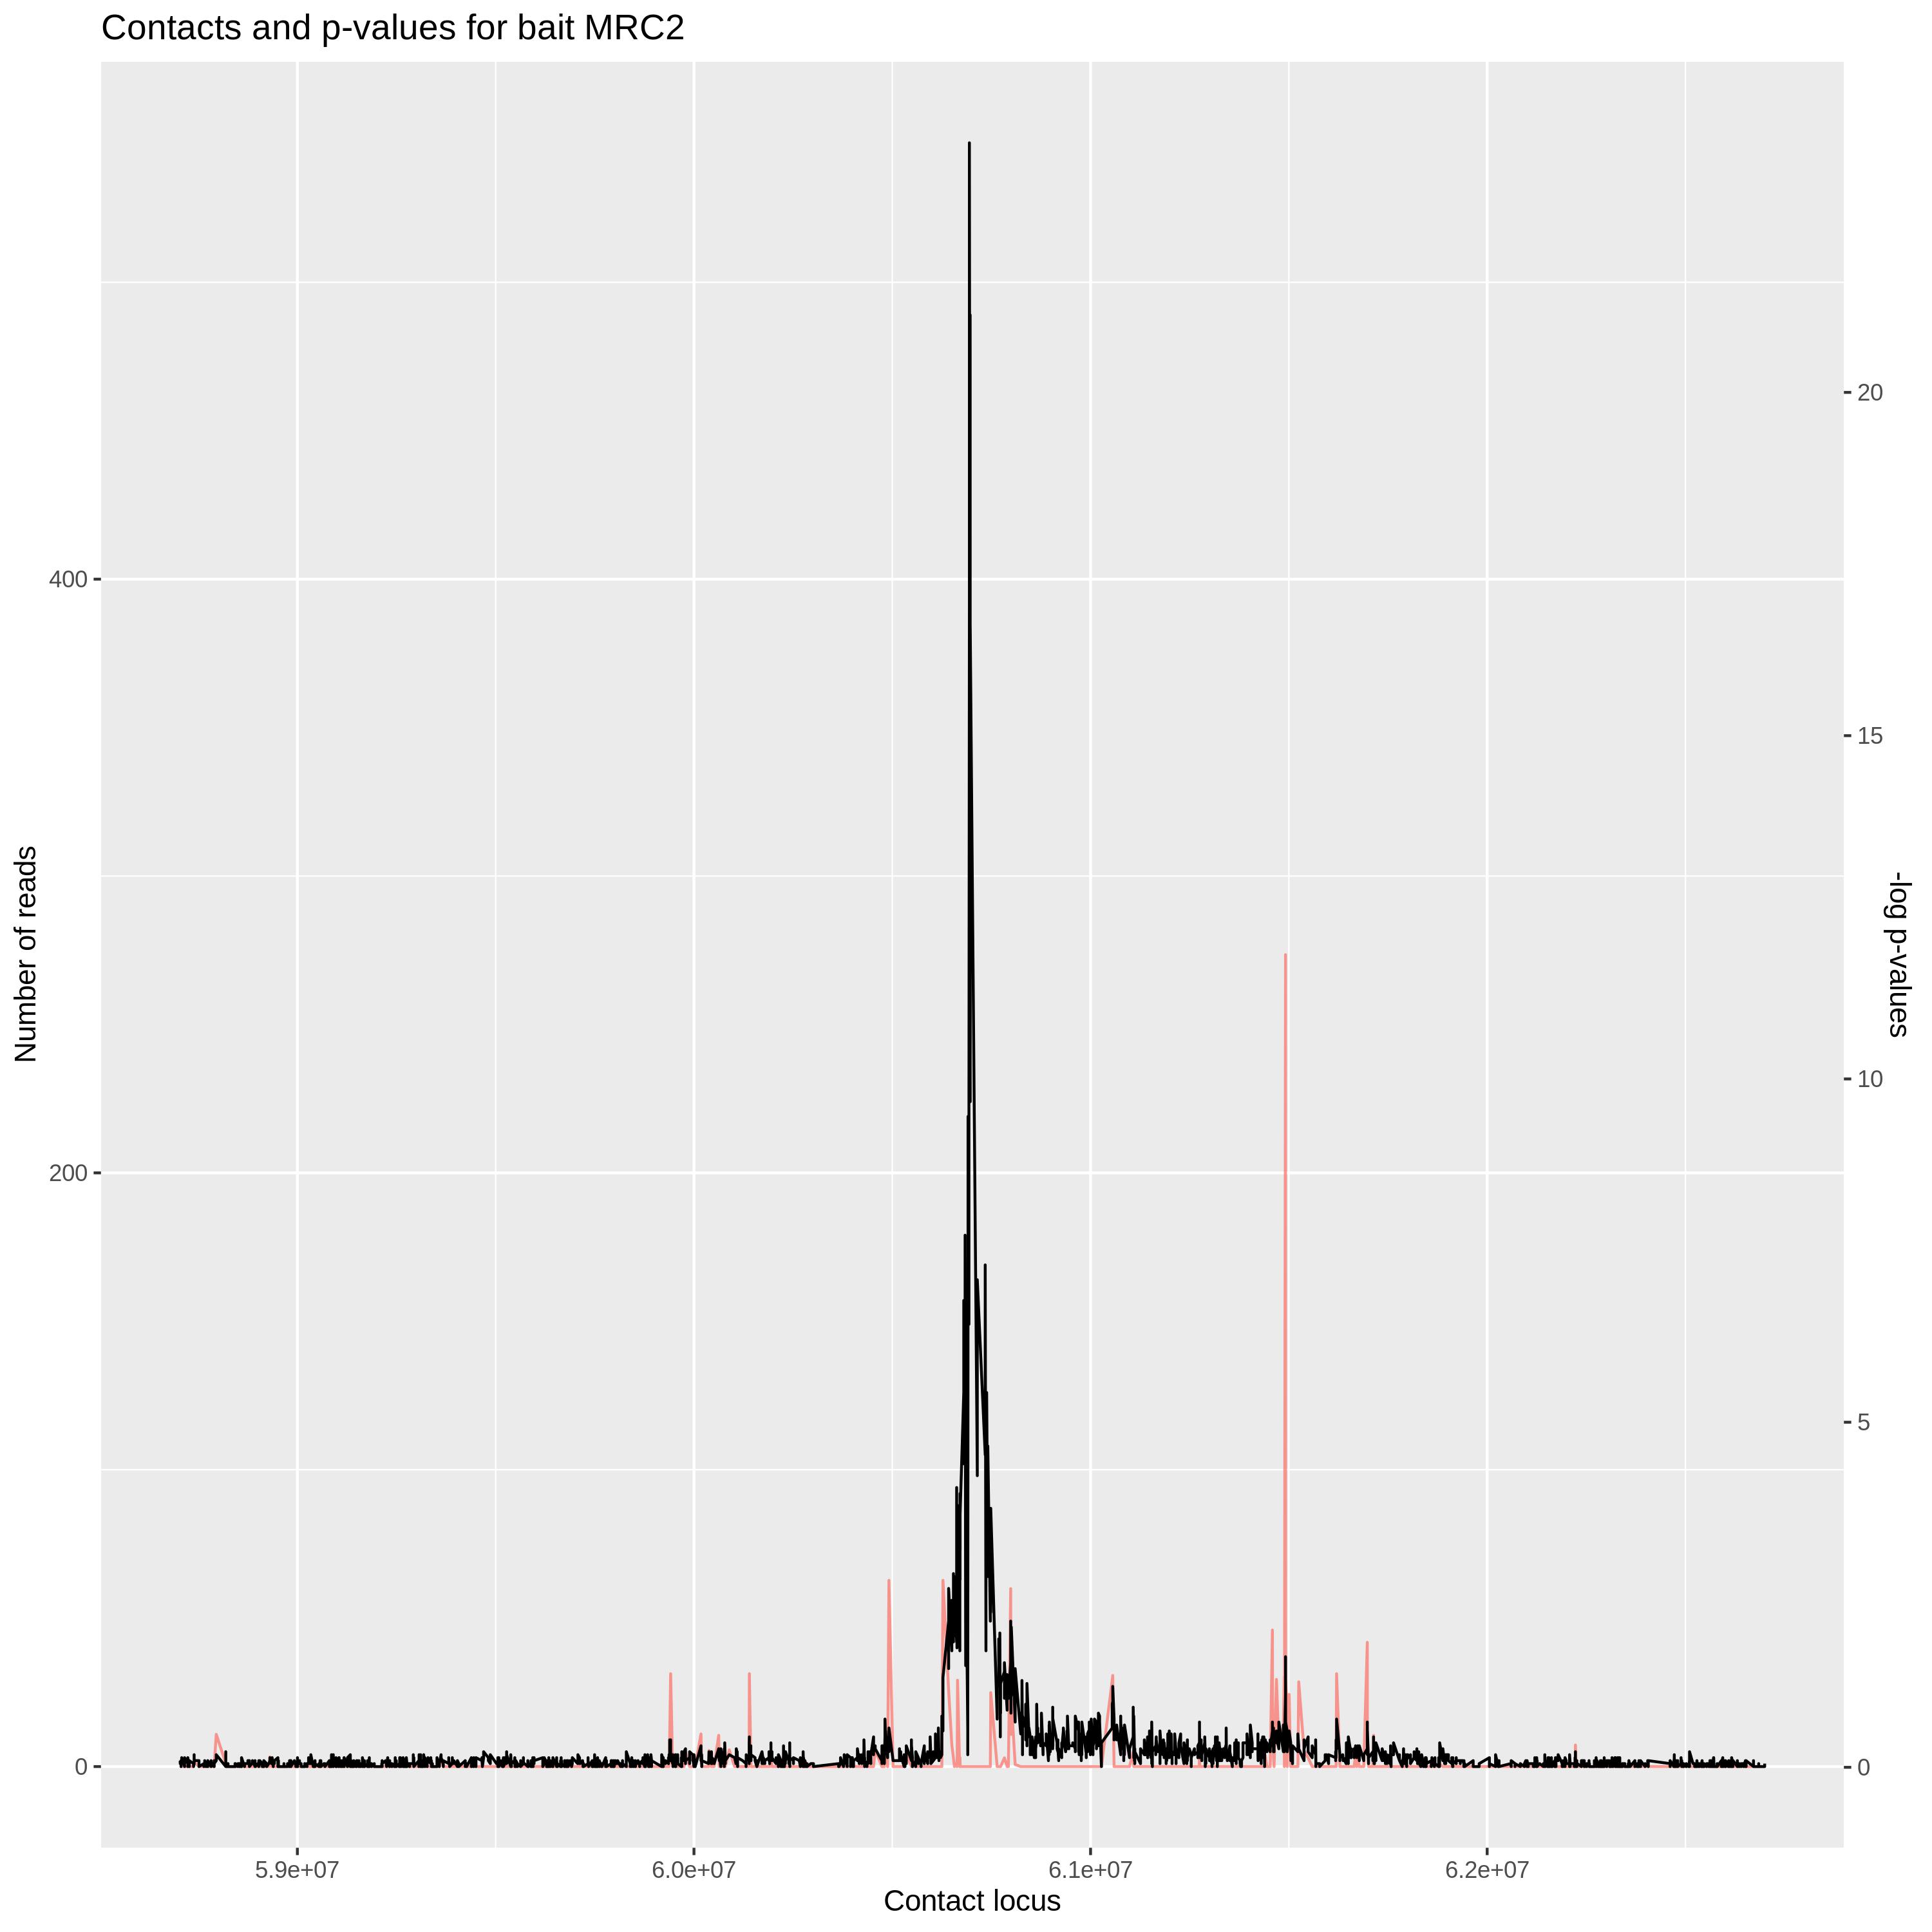 Contacts and p-values for bait MRC2
Number of reads
400
200
0
20
15
10
5
0
-log p-values
5.9e+07
6.0e+07
6.1e+07
6.2e+07
Contact locus